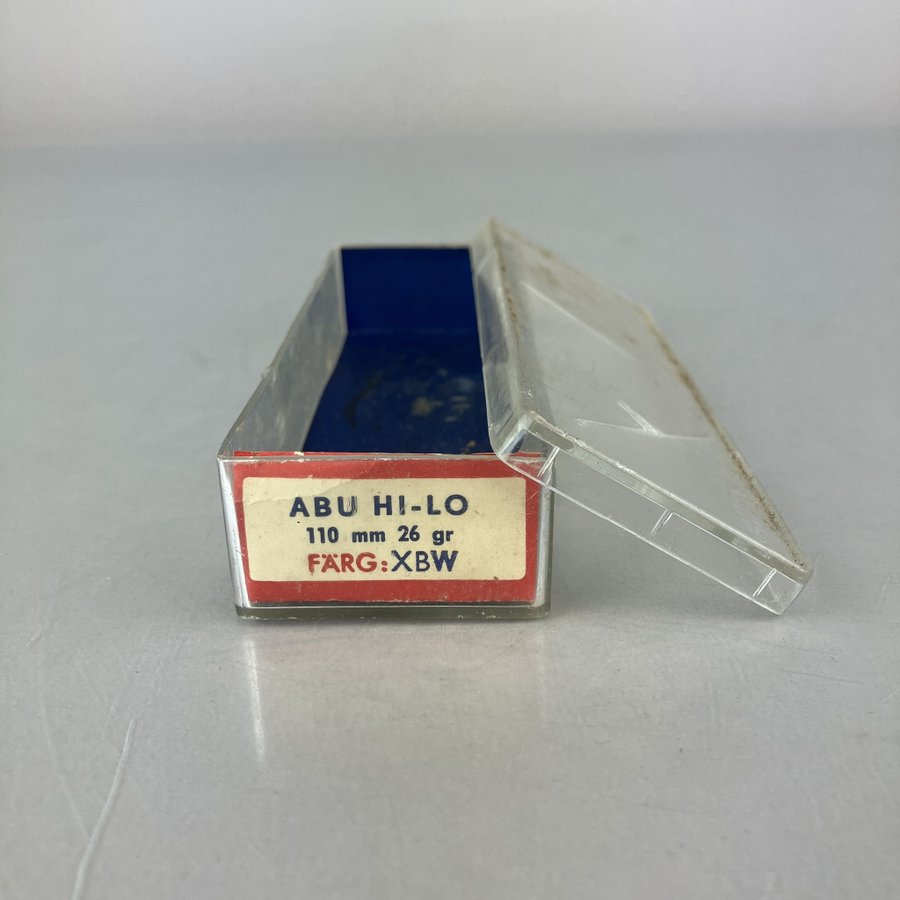 ABU HI-LO
110 mm 26 gr
FÄRG: XBW